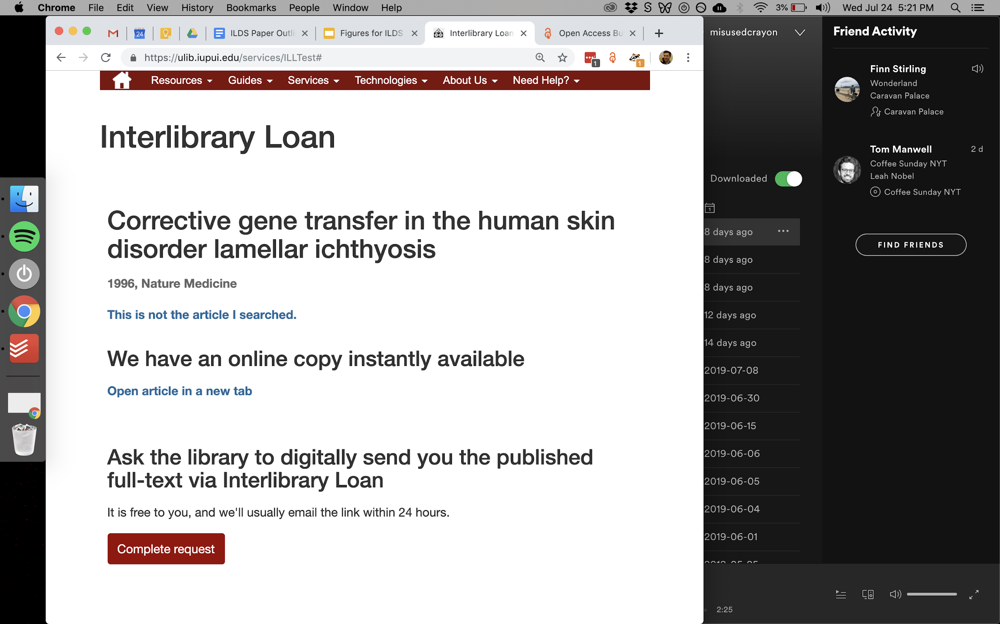 Chrome File Edit View History Bookmarks People Window Help
3% Wed Jul 24 5:21 PM
24 ILDS Paper Outli Figures for ILDS Interlibrary Loan Open Access Bu
https://ulib.iupui.edu/services/ILLTest#
1 1
Resources Guides Services Technologies About Us Need Help?
Interlibrary Loan
Corrective gene transfer in the human skin
disorder lamellar ichthyosis
1996, Nature Medicine
This is not the article I searched.
We have an online copy instantly available
Open article in a new tab
Ask the library to digitally send you the published
full-text via Interlibrary Loan
It is free to you, and we'll usually email the link within 24 hours.
Complete request
misusedcrayon
Downloaded
1
8 days ago
8 days ago
8 days ago
12 days ago
14 days ago
2019-07-08
2019-06-30
2019-06-15
2019-06-06
2019-06-05
2019-06-04
2019-06-01
2:25
Friend Activity
Finn Stirling
Wonderland
Caravan Palace
Caravan Palace
Tom Manwell 2 d
Coffee Sunday NYT
Leah Nobel
Coffee Sunday NYT
FIND FRIENDS